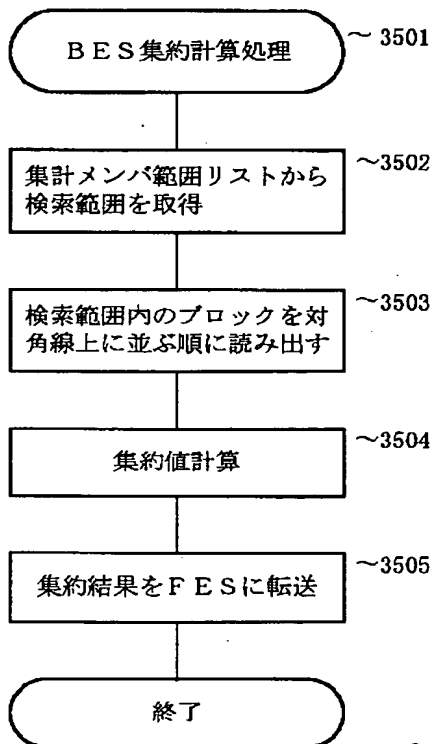 BES集約計算処理
～3501
～3502
集計メンバ範囲リストから
検索範囲を取得
～3503
検索範囲内のブロックを対
角線上に並ぶ順に読み出す
～3504
集約値計算
～3505
集約結果をFESに転送
終了